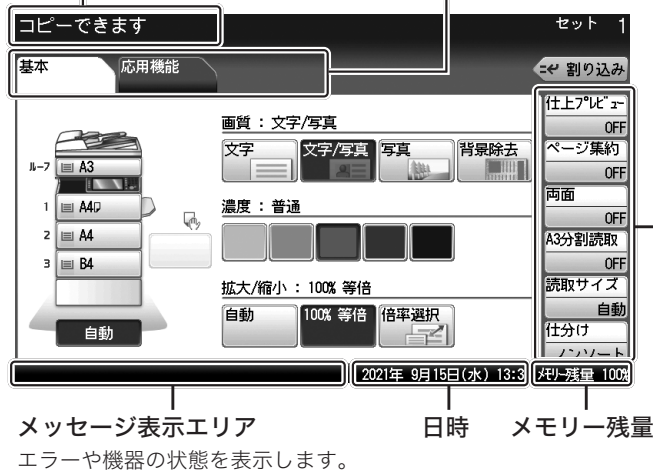 コピーできます
セット 1
基本
応用機能
割り込み
画質：文字/写真
文字
文字/写真
写真
背景除去
ﾙｰﾌ A3
1 A4
2 A4
3 B4
自動
濃度：普通
拡大/縮小：100% 等倍
自動
100% 等倍
倍率選択
仕上ﾌﾟﾚﾋﾞｭｰ
OFF
ページ集約
OFF
両面
OFF
A3分割読取
OFF
読取サイズ
自動
仕分け
ノンソート
2021年 9月15日(水) 13:3
ﾒﾓﾘｰ残量 100%
メッセージ表示エリア
日時
メモリー残量
エラーや機器の状態を表示します。